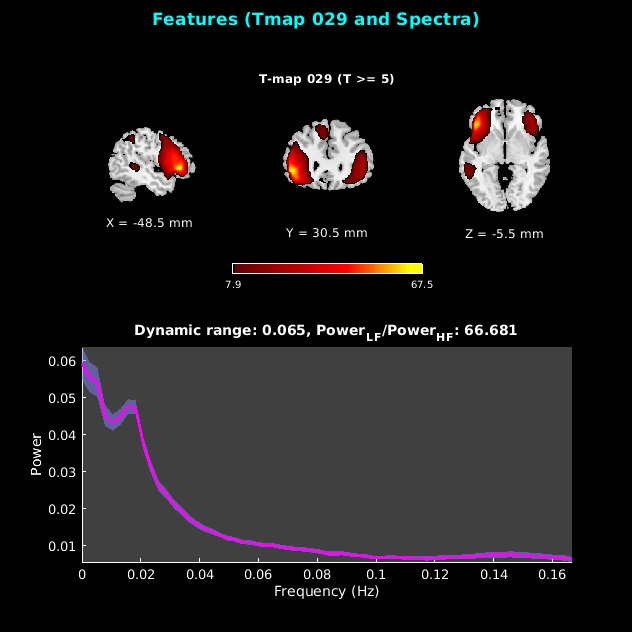 Features (Tmap 029 and Spectra)
T-map 029 (T >= 5)
X = -48.5 mm
Y = 30.5 mm
Z = -5.5 mm
7.9
67.5
Dynamic range: 0.065, Power_LF/Power_HF: 66.681
0.06
0.05
0.04
0.03
0.02
0.01
Power
0 0.02 0.04 0.06 0.08 0.1 0.12 0.14 0.16
Frequency (Hz)